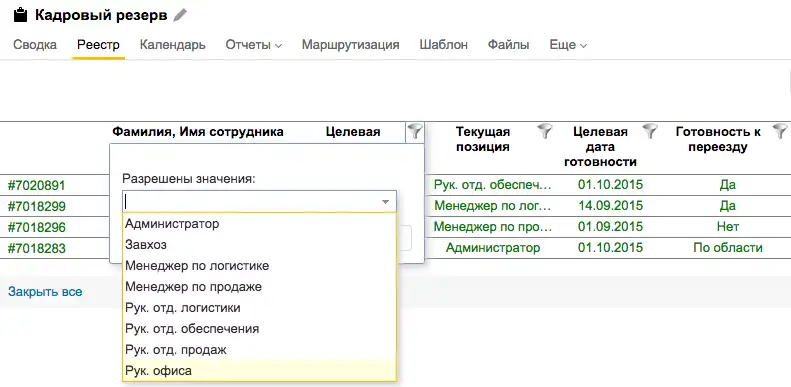 Кадровый резерв
Сводка Реестр Календарь Отчеты Маршрутизация Шаблон Файлы Еще
Фамилия, Имя сотрудника Целевая Текущая позиция Целевая дата готовности Готовность к переезду
Разрешены значения:
#7020891 Рук. отд. обеспеч... 01.10.2015 Да
#7018299 Менеджер по лог... 14.09.2015 Да
#7018296 Менеджер по про... 01.09.2015 Нет
#7018283 Администратор 01.10.2015 По области
Администратор
Завхоз
Менеджер по логистике
Менеджер по продаже
Рук. отд. логистики
Рук. отд. обеспечения
Рук. отд. продаж
Рук. офиса
Закрыть все